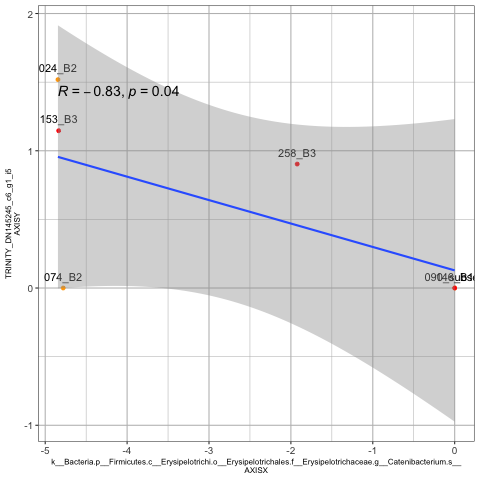 2
024_B2
R = −0.83, p = 0.04
153_B3
1
258_B3
074_B2
0
-1
-5
-4
-3
-2
-1
0
k__Bacteria.p__Firmicutes.c__Erysipelotrichi.o__Erysipelotrichales.f__Erysipelotrichaceae.g__Catenibacterium.s__
AXISX
TRINITY_DN145245_c6_g1_i5
AXISY